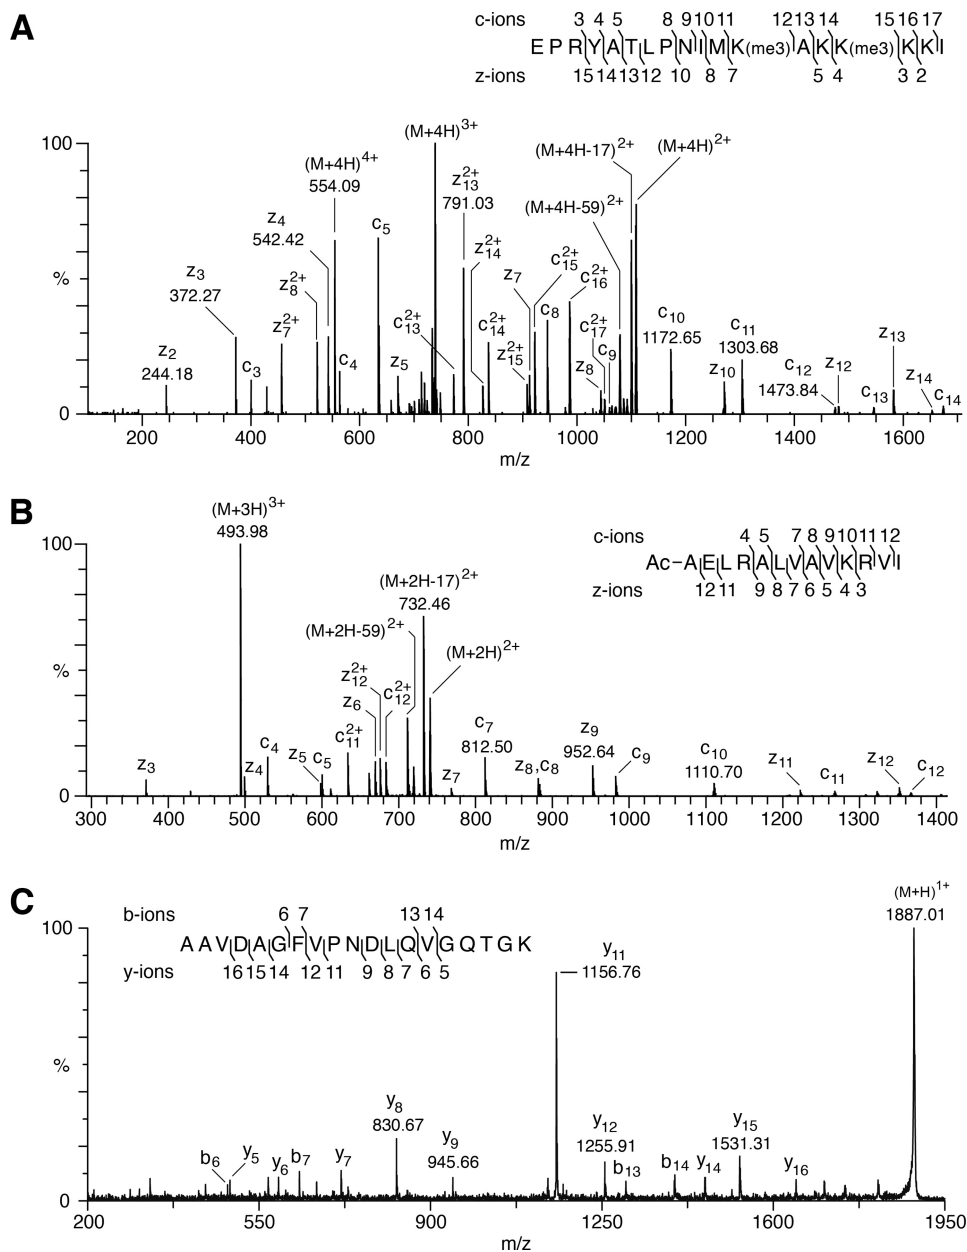 A
c-ions 3 4 5 8 9 10 11 12 13 14 15 16 17
E P R Y A T L P N I M K(me3) A K K(me3) K K I
z-ions 15 14 13 12 10 8 7 5 4 3 2
(M+4H)3+
100
(M+4H-17)2+
(M+4H)2+
(M+4H)4+
554.09
z13 2+
791.03
(M+4H-59)2+
z4
542.42
c5
z14 2+
z3
372.27
z8 2+
z7
c15 2+
c16 2+
%
z7 2+
c13 2+
c14 2+
c8
c17 2+
c10
1172.65
c11
1303.68
z13
z2
244.18
c3
c4
z5
z15 2+
z8
c9
z10
c12
1473.84
z12
c13
z14
c14
0
200 400 600 800 1000 1200 1400 1600
m/z
B
(M+3H)3+
493.98
c-ions 4 5 7 8 9 10 11 12
100
Ac-A E L R A L V A V K R V I
z-ions 12 11 9 8 7 6 5 4 3
(M+2H-17)2+
732.46
(M+2H-59)2+
(M+2H)2+
%
z12 2+
z6
c12 2+
c11 2+
c7
812.50
z9
952.64
z3
z4
c4
z5
c5
z7
z8,c8
c9
c10
1110.70
z11
c11
z12
c12
0
300 400 500 600 700 800 900 1000 1100 1200 1300 1400
m/z
C
(M+H)1+
1887.01
b-ions 6 7 13 14
100
A A V D A G F V P N D L Q V G Q T G K
y-ions 16 15 14 12 11 9 8 7 6 5
y11
1156.76
%
y8
830.67
y9
945.66
y12
1255.91
y15
1531.31
b6
y5
y6
b7
y7
b13
b14
y14
y16
0
200 550 900 1250 1600 1950
m/z